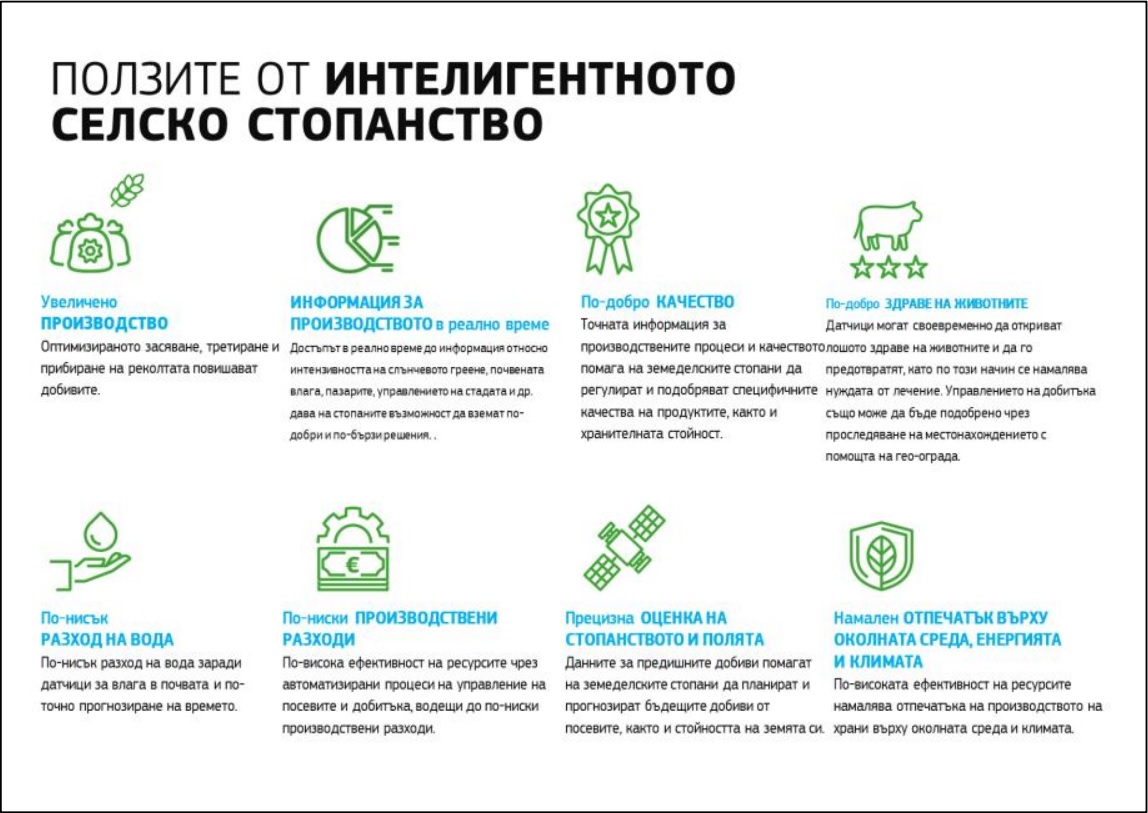 ПОЛЗИТЕ ОТ ИНТЕЛИГЕНТНОТО
СЕЛСКО СТОПАНСТВО
Увеличено
ПРОИЗВОДСТВО
Оптимизираното засяване, третиране и
прибиране на реколтата повишават
добивите.
ИНФОРМАЦИЯ ЗА
ПРОИЗВОДСТВОТО в реално време
Достъпът в реално време до информация относно
интензивността на слънчевото греене, почвената
влага, пазарите, управлението на стадата и др.
дава на стопаните възможност да вземат по-
добри и по-бързи решения. .
По-добро КАЧЕСТВО
Точната информация за
производствените процеси и качеството
помага на земеделските стопани да
регулират и подобряват специфичните
качества на продуктите, както и
хранителната стойност.
По-добро ЗДРАВЕ НА ЖИВОТНИТЕ
Датчици могат своевременно да откриват
лошото здраве на животните и да го
предотвратят, като по този начин се намалява
нуждата от лечение. Управлението на добитъка
също може да бъде подобрено чрез
проследяване на местонахождението с
помощта на гео-ограда.
По-нисък
РАЗХОД НА ВОДА
По-нисък разход на вода заради
датчици за влага в почвата и по-
точно прогнозиране на времето.
По-ниски ПРОИЗВОДСТВЕНИ
РАЗХОДИ
По-висока ефективност на ресурсите чрез
автоматизирани процеси на управление на
посевите и добитъка, водещи до по-ниски
производствени разходи.
Прецизна ОЦЕНКА НА
СТОПАНСТВОТО И ПОЛЯТА
Данните за предишните добиви помагат
на земеделските стопани да планират и
прогнозират бъдещите добиви от
посевите, както и стойността на земята си.
Намален ОТПЕЧАТЪК ВЪРХУ
ОКОЛНАТА СРЕДА, ЕНЕРГИЯТА
И КЛИМАТА
По-високата ефективност на ресурсите
намалява отпечатъка на производството на
храни върху околната среда и климата.